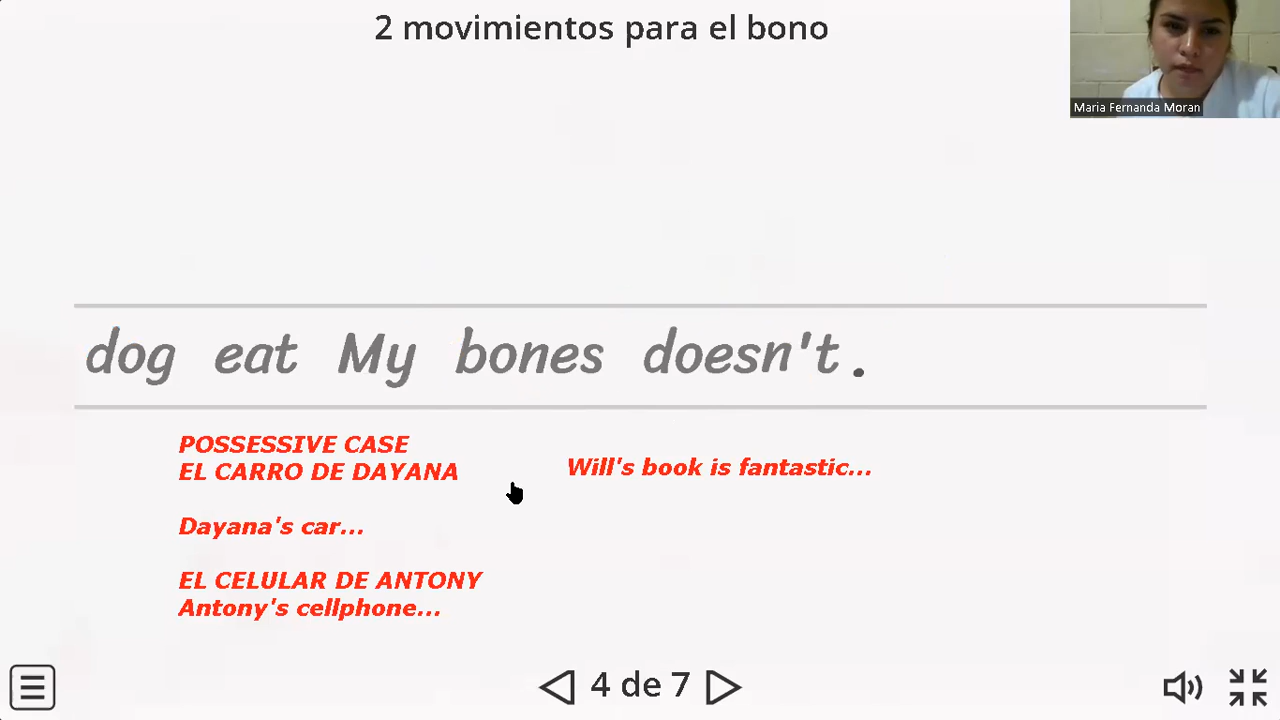 2 movimientos para el bono
Maria Fernanda Moran
dog eat My bones doesn't.
POSSESSIVE CASE
EL CARRO DE DAYANA
Will's book is fantastic...
Dayana's car...
EL CELULAR DE ANTONY
Antony's cellphone...
4 de 7